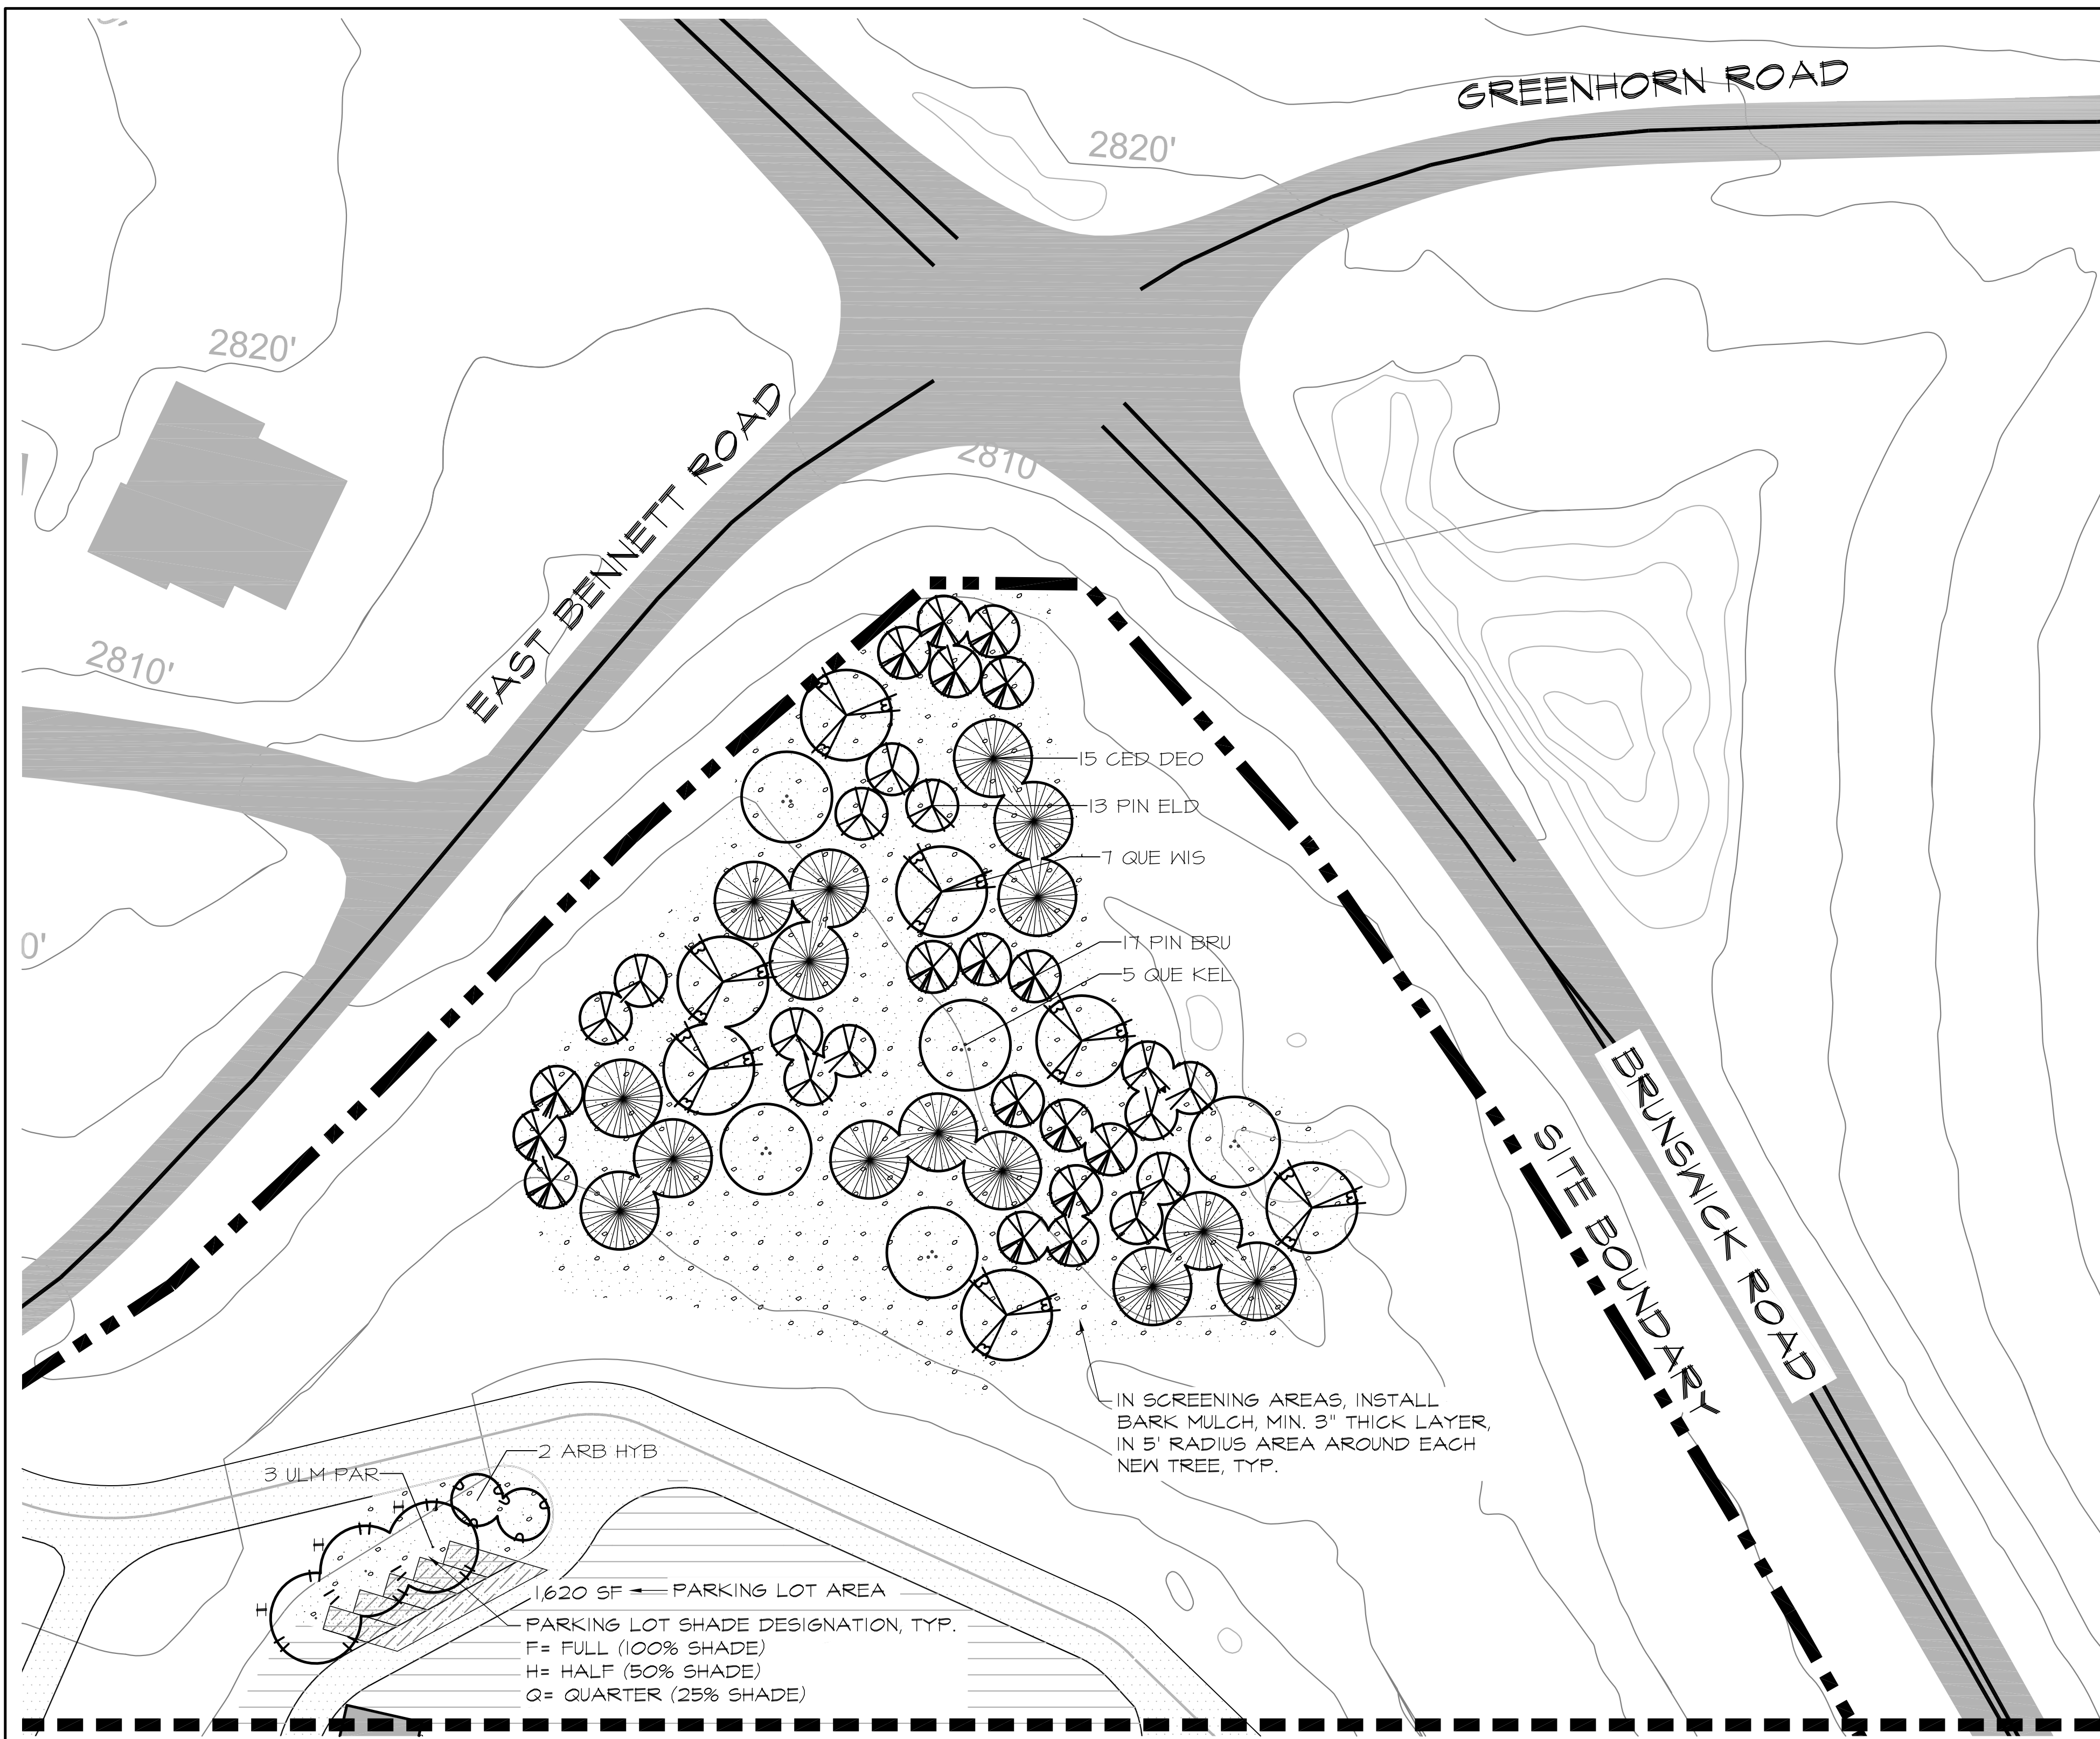 GREENHORN ROAD
2820'
2820'
EAST BENNETT ROAD
2810'
2810'
0'
15 CED DEO
13 PIN ELD
7 QUE WIS
17 PIN BRU
5 QUE KEL
BRUNSWICK ROAD
SITE BOUNDARY
IN SCREENING AREAS, INSTALL
BARK MULCH, MIN. 3" THICK LAYER,
IN 5' RADIUS AREA AROUND EACH
NEW TREE, TYP.
2 ARB HYB
3 ULM PAR
H
H
H
1,620 SF
PARKING LOT AREA
PARKING LOT SHADE DESIGNATION, TYP.
F= FULL (100% SHADE)
H= HALF (50% SHADE)
Q= QUARTER (25% SHADE)